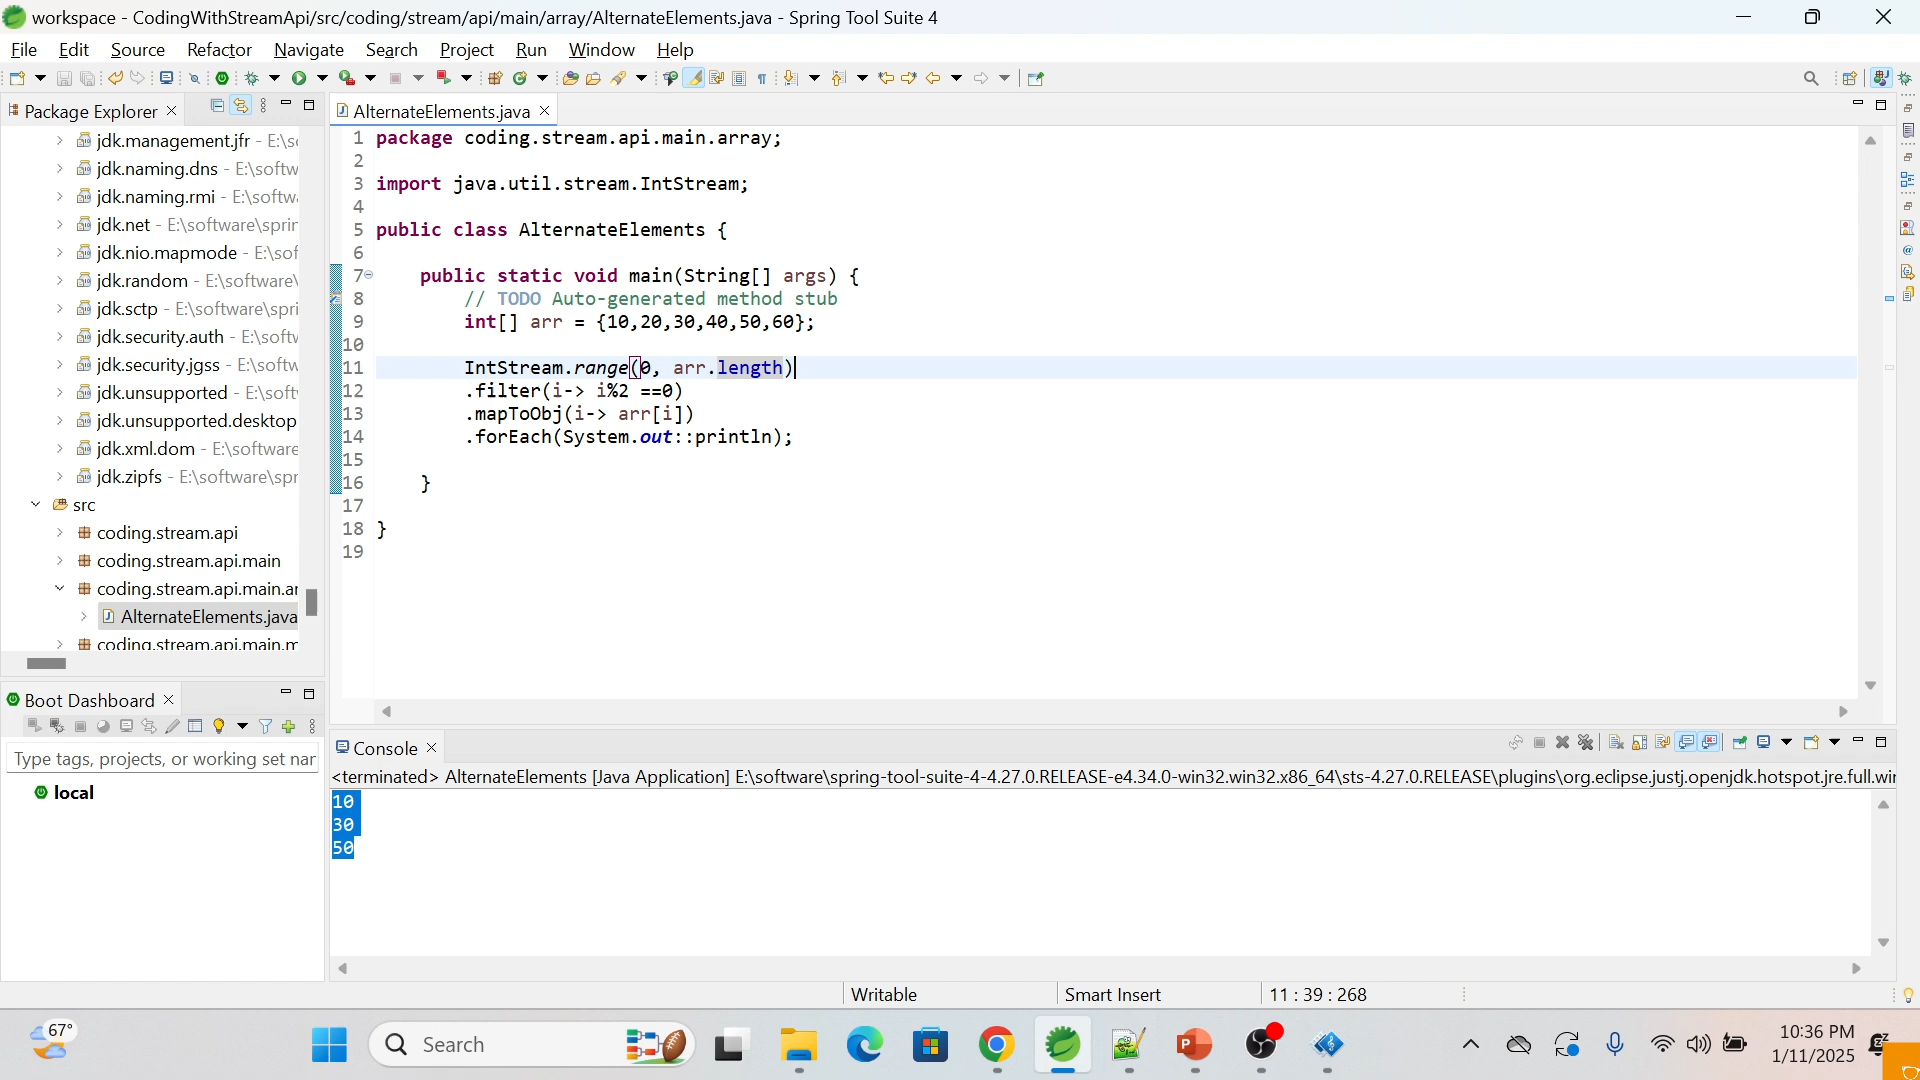 workspace - CodingWithStreamApi/src/coding/stream/api/main/array/AlternateElements.java - Spring Tool Suite 4
File Edit Source Refactor Navigate Search Project Run Window Help
Package Explorer
jdk.management.jfr - E:\s
jdk.naming.dns - E:\softw
jdk.naming.rmi - E:\softw
jdk.net - E:\software\sprir
jdk.nio.mapmode - E:\sof
jdk.random - E:\software\
jdk.sctp - E:\software\spri
jdk.security.auth - E:\soft
jdk.security.jgss - E:\softw
jdk.unsupported - E:\soft
jdk.unsupported.desktop
jdk.xml.dom - E:\software
jdk.zipfs - E:\software\spr
src
coding.stream.api
coding.stream.api.main
coding.stream.api.main.ar
AlternateElements.java
coding.stream.api.main.m
AlternateElements.java
1 package coding.stream.api.main.array;
2
3 import java.util.stream.IntStream;
4
5 public class AlternateElements {
6
7 public static void main(String[] args) {
8 // TODO Auto-generated method stub
9 int[] arr = {10,20,30,40,50,60};
10
11 IntStream.range(0, arr.length)
12 .filter(i-> i%2 ==0)
13 .mapToObj(i-> arr[i])
14 .forEach(System.out::println);
15
16 }
17
18 }
19
Boot Dashboard
Type tags, projects, or working set nar
local
Console
<terminated> AlternateElements [Java Application] E:\software\spring-tool-suite-4-4.27.0.RELEASE-e4.34.0-win32.win32.x86_64\sts-4.27.0.RELEASE\plugins\org.eclipse.justj.openjdk.hotspot.jre.full.wir
10
30
50
Writable
Smart Insert
11 : 39 : 268
67°
Search
10:36 PM
1/11/2025